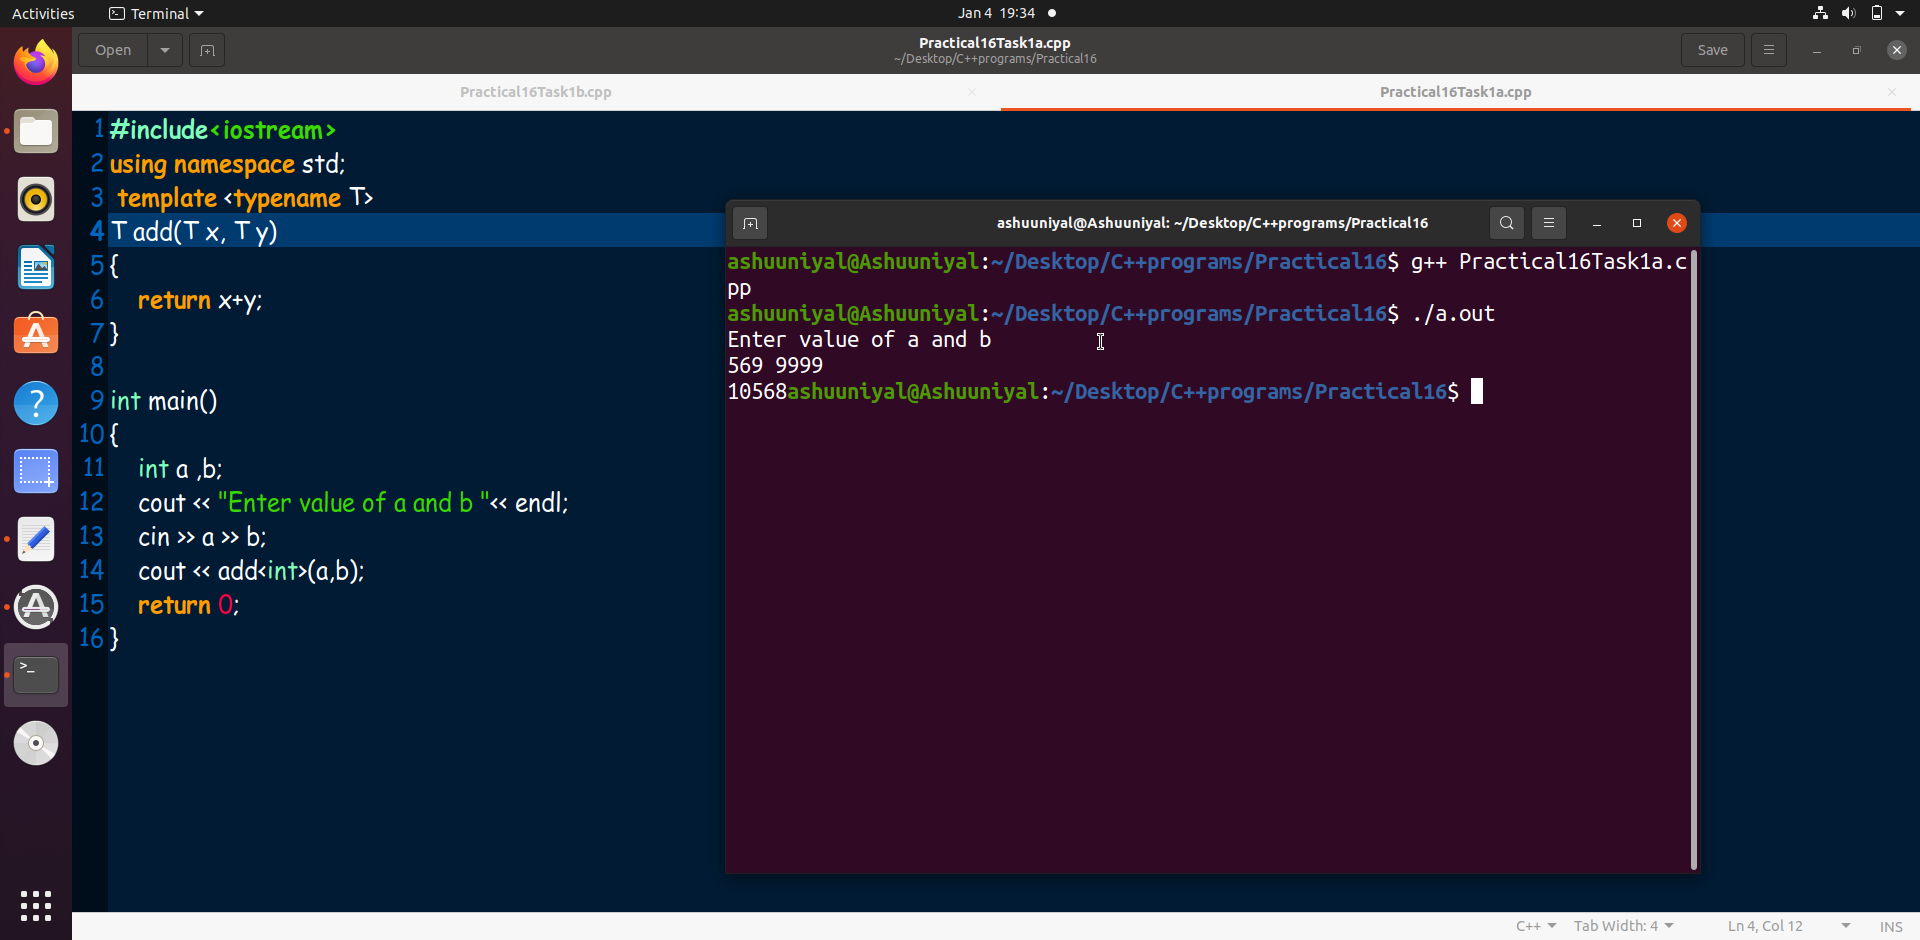 Activities Terminal Jan 4 19:34
Open Practical16Task1a.cpp Save
~/Desktop/C++programs/Practical16
Practical16Task1b.cpp Practical16Task1a.cpp
1 #include<iostream>
2 using namespace std;
3 template <typename T>
4 T add(T x, T y)
5 {
6 return x+y;
7 }
8
9 int main()
10 {
11 int a ,b;
12 cout << "Enter value of a and b "<< endl;
13 cin >> a >> b;
14 cout << add<int>(a,b);
15 return 0;
16 }
ashuuniyal@Ashuuniyal: ~/Desktop/C++programs/Practical16
ashuuniyal@Ashuuniyal:~/Desktop/C++programs/Practical16$ g++ Practical16Task1a.c
pp
ashuuniyal@Ashuuniyal:~/Desktop/C++programs/Practical16$ ./a.out
Enter value of a and b
569 9999
10568ashuuniyal@Ashuuniyal:~/Desktop/C++programs/Practical16$
C++ Tab Width: 4 Ln 4, Col 12 INS